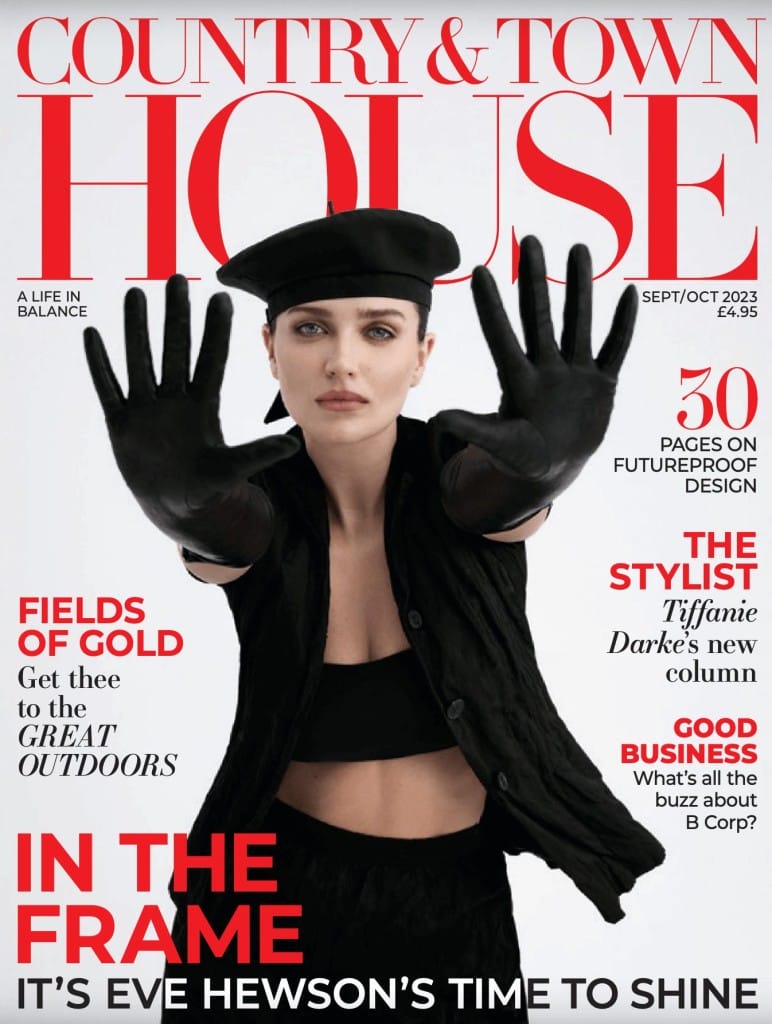 COUNTRY & TOWN
HOUSE
A LIFE IN
BALANCE
SEPT/OCT 2023
£4.95
30
PAGES ON
FUTUREPROOF
DESIGN
THE
STYLIST
Tiffanie
Darke's new
column
FIELDS
OF GOLD
Get thee
to the
GREAT
OUTDOORS
GOOD
BUSINESS
What's all the
buzz about
B Corp?
IN THE
FRAME
IT'S EVE HEWSON'S TIME TO SHINE